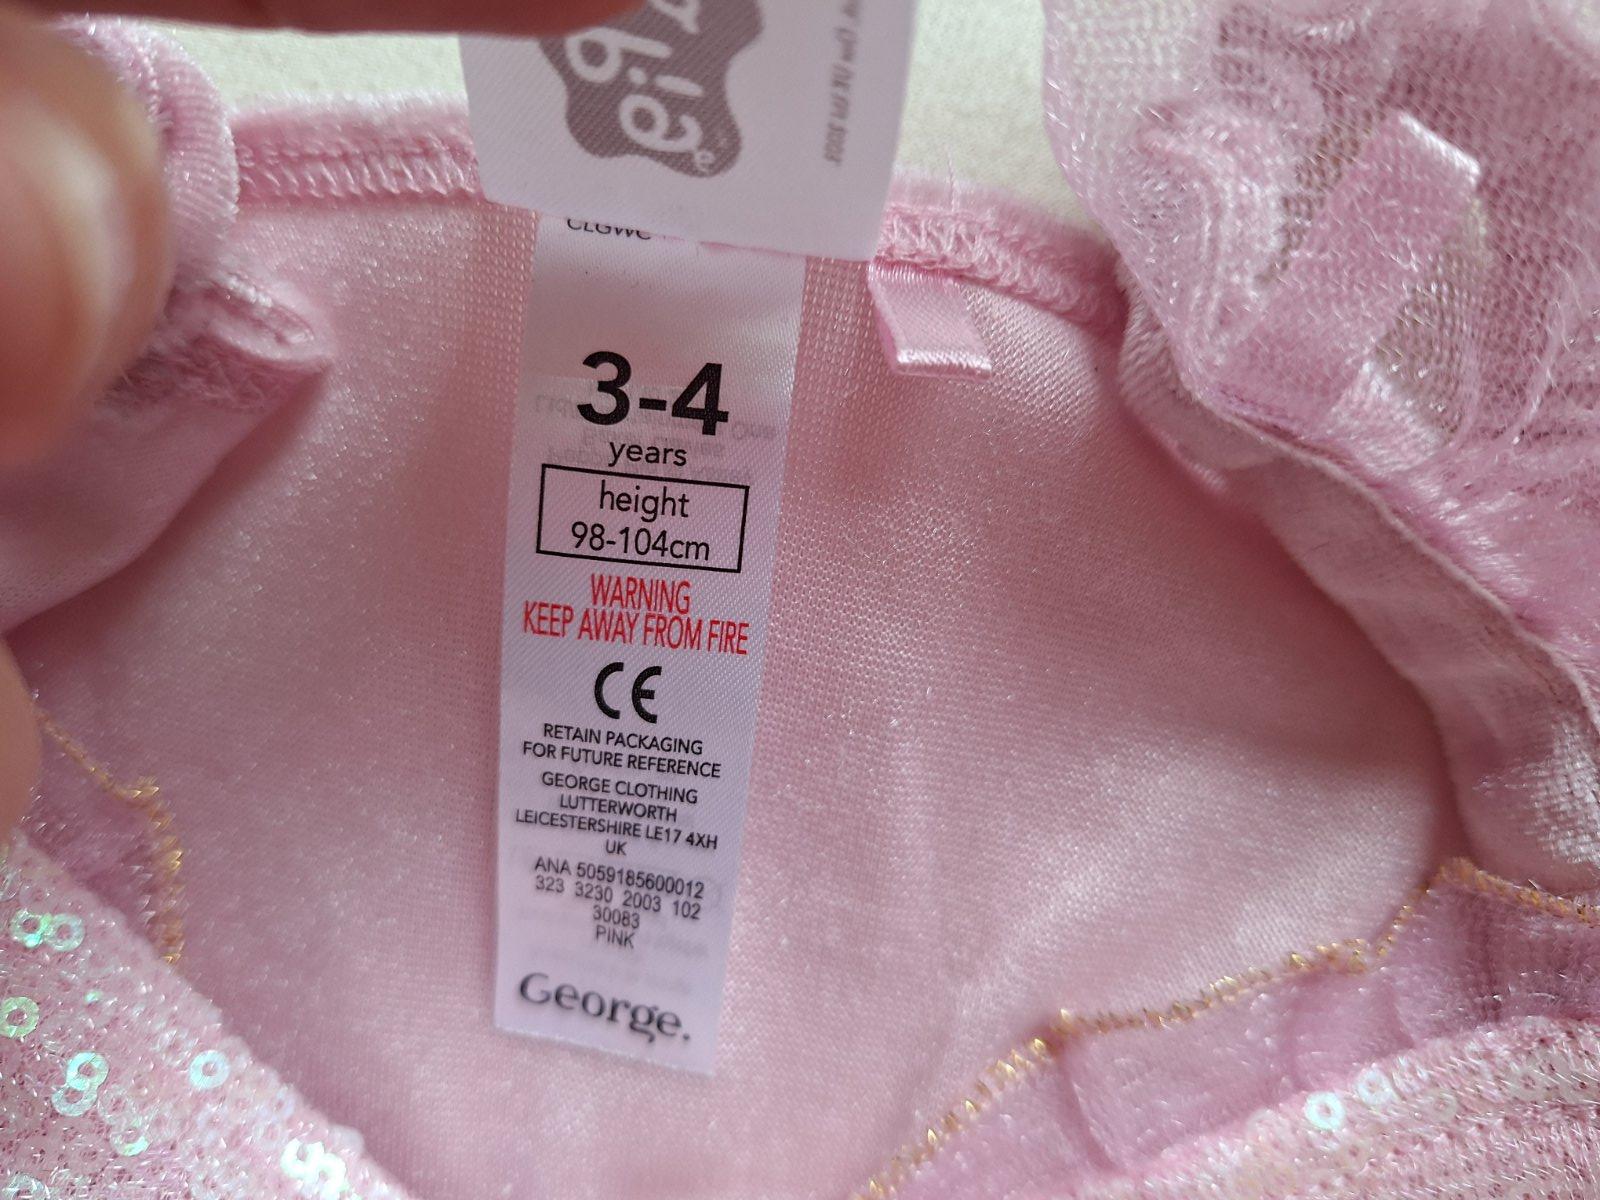 CLGWC
3-4
years
height
98-104cm
WARNING
KEEP AWAY FROM FIRE
CE
RETAIN PACKAGING
FOR FUTURE REFERENCE
GEORGE CLOTHING
LUTTERWORTH
LEICESTERSHIRE LE17 4XH
UK
ANA 5059185600012
323 3230 2003 102
30083
PINK
George.